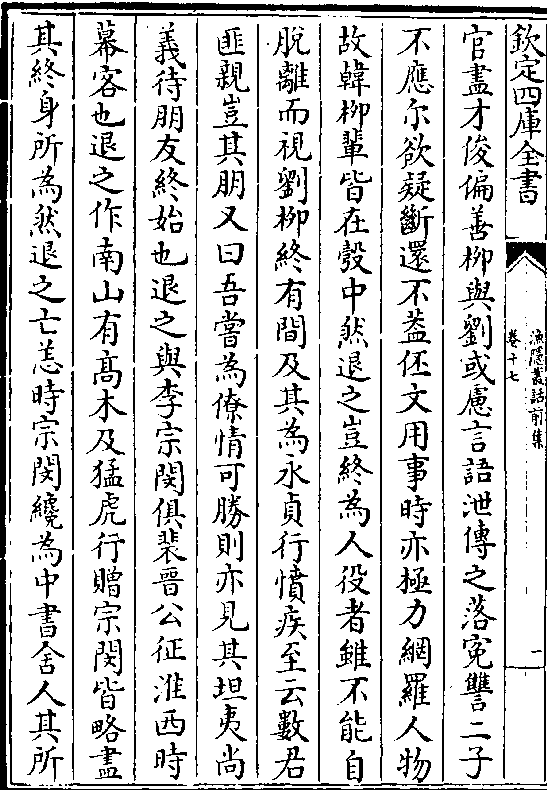 欽定四庫全書
漁隱叢話前集
卷十七
一
官盡才俊偏善柳與劉或慮言語泄傳之落寃讐二子
不應尔欲疑斷還不葢伾文用事時亦極力網羅人物
故韓柳輩皆在彀中然退之豈終為人役者雖不能自
脱離而視劉柳終有間及其為永貞行憤疾至云數君
匪親豈其朋又曰吾嘗為僚情可勝則亦見其坦夷尚
義待朋友終始也退之與李宗閔俱裴晉公征淮西時
幕客也退之作南山有髙木及猛虎行贈宗閔皆略盡
其終身所為然退之亡恙時宗閔纔為中書舍人其所